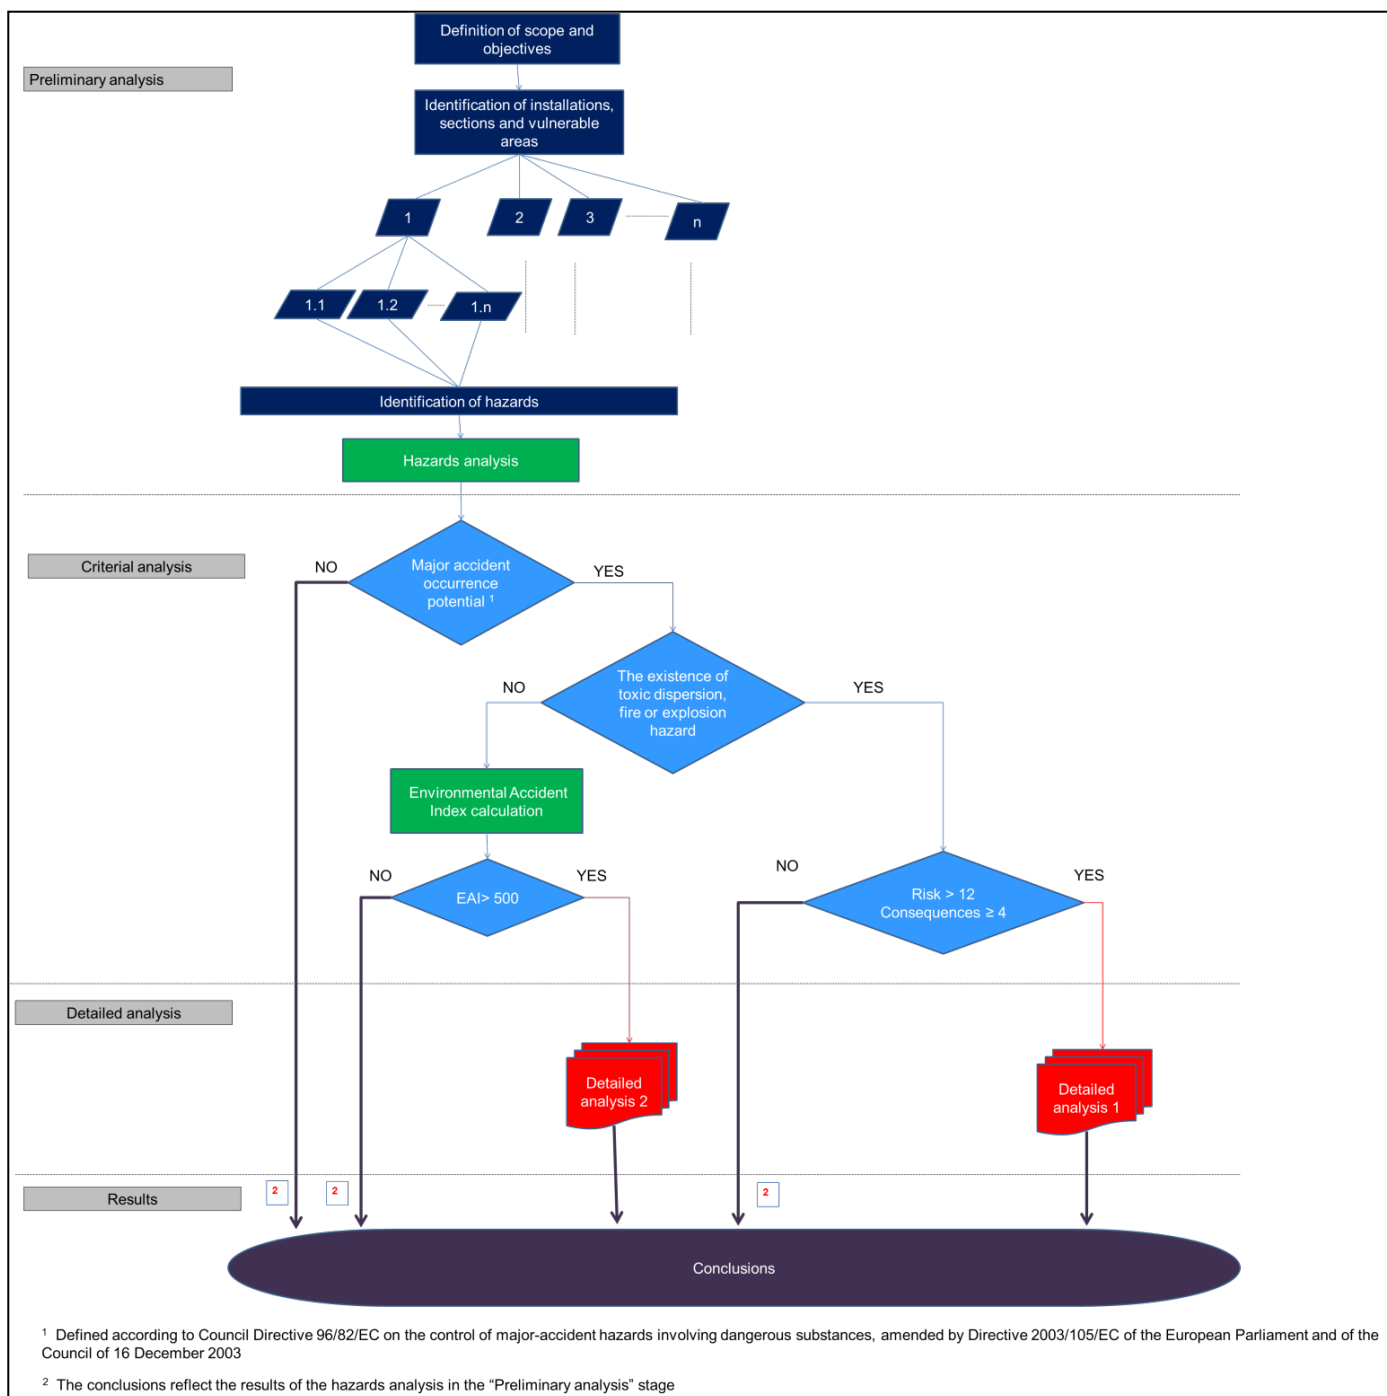 Definition of scope and
objectives
Preliminary analysis
Identification of installations,
sections and vulnerable
areas
1
2
3
n
1.1
1.2
1.n
Identification of hazards
Hazards analysis
Criterial analysis
NO
Major accident
occurrence
potential ¹
YES
NO
The existence of
toxic dispersion,
fire or explosion
hazard
YES
Environmental Accident
Index calculation
NO
EAI> 500
YES
NO
Risk > 12
Consequences ≥ 4
YES
Detailed analysis
Detailed
analysis 2
Detailed
analysis 1
Results
2
2
2
Conclusions
¹ Defined according to Council Directive 96/82/EC on the control of major-accident hazards involving dangerous substances, amended by Directive 2003/105/EC of the European Parliament and of the
Council of 16 December 2003
² The conclusions reflect the results of the hazards analysis in the “Preliminary analysis” stage